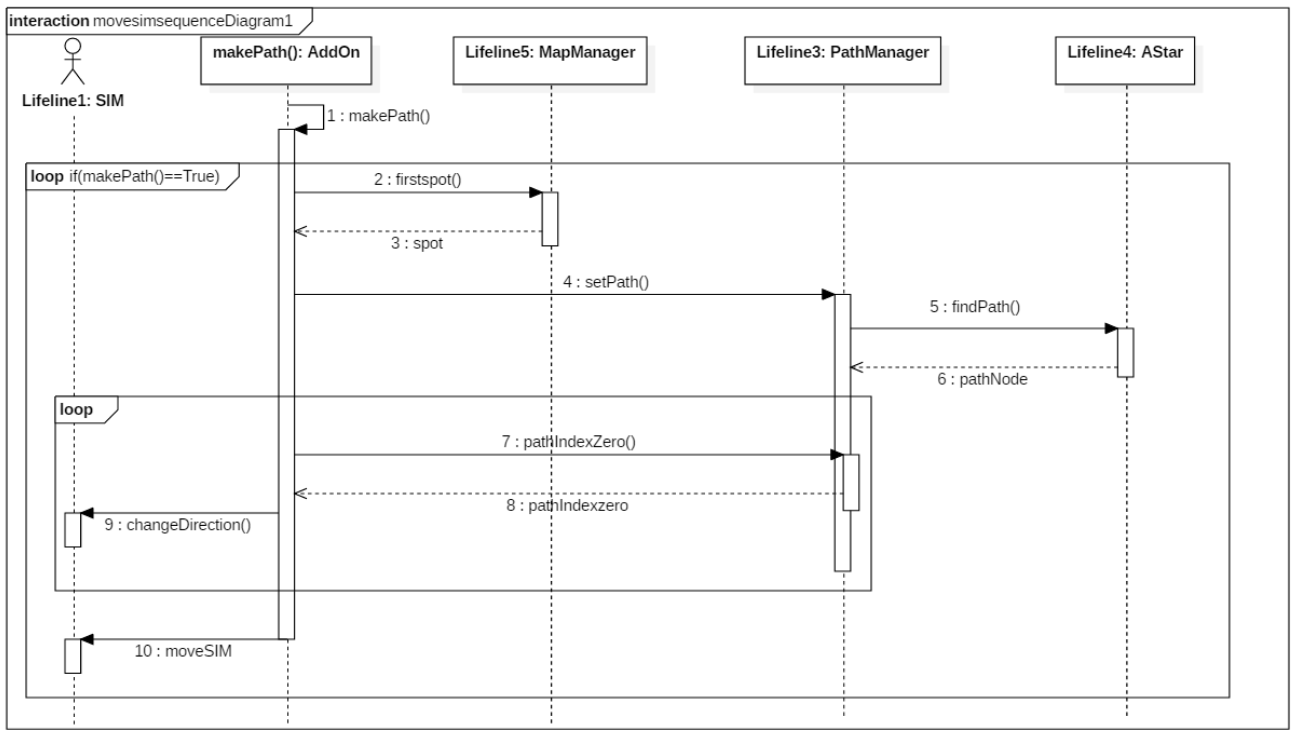 interaction movesimsequenceDiagram1
Lifeline1: SIM
makePath(): AddOn
Lifeline5: MapManager
Lifeline3: PathManager
Lifeline4: AStar
1 : makePath()
loop if(makePath()==True)
2 : firstspot()
3 : spot
4 : setPath()
5 : findPath()
6 : pathNode
loop
7 : pathIndexZero()
8 : pathIndexzero
9 : changeDirection()
10 : moveSIM